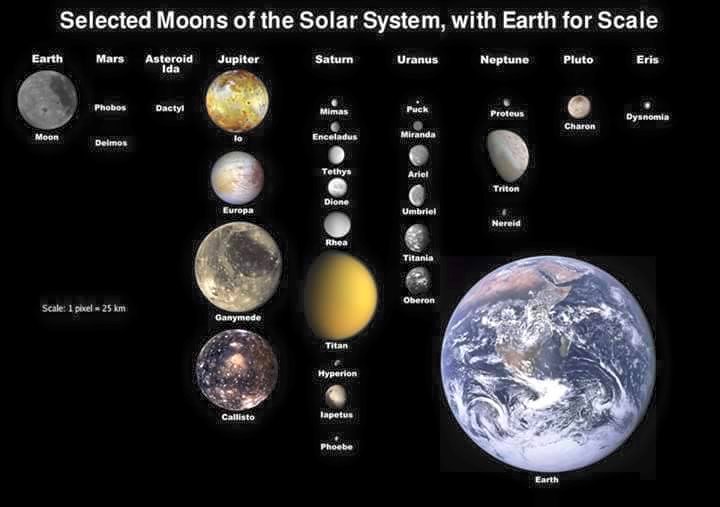 Selected Moons of the Solar System, with Earth for Scale
Earth
Mars
Asteroid
Ida
Jupiter
Saturn
Uranus
Neptune
Pluto
Eris
Moon
Phobos
Deimos
Dactyl
Io
Europa
Ganymede
Callisto
Mimas
Enceladus
Tethys
Dione
Rhea
Titan
Hyperion
Iapetus
Phoebe
Puck
Miranda
Ariel
Umbriel
Titania
Oberon
Proteus
Triton
Nereid
Charon
Dysnomia
Scale: 1 pixel = 25 km
Earth